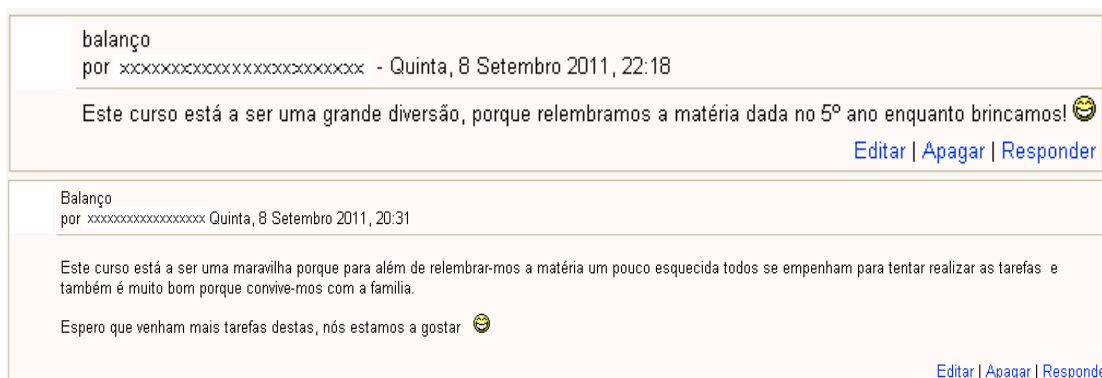 balanço
por xxxxxxxxxxxxxxxxxxxxxxxxx - Quinta, 8 Setembro 2011, 22:18
Este curso está a ser uma grande diversão, porque relembramos a matéria dada no 5º ano enquanto brincamos!
Editar | Apagar | Responder
Balanço
por xxxxxxxxxxxxxxxxxx Quinta, 8 Setembro 2011, 20:31
Este curso está a ser uma maravilha porque para além de relembrar-mos a matéria um pouco esquecida todos se empenham para tentar realizar as tarefas e
também é muito bom porque convive-mos com a familia.
Espero que venham mais tarefas destas, nós estamos a gostar
Editar | Apagar | Responde